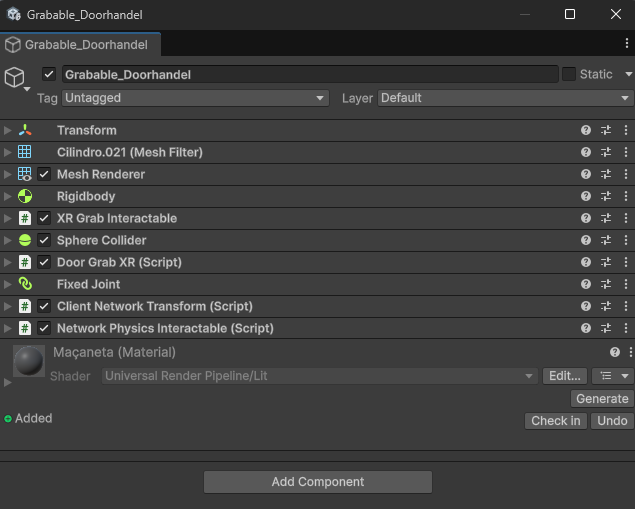 Grabable_Doorhandel
Grabable_Doorhandel
Grabable_Doorhandel Static
Tag Untagged Layer Default
Transform
Cilindro.021 (Mesh Filter)
Mesh Renderer
Rigidbody
XR Grab Interactable
Sphere Collider
Door Grab XR (Script)
Fixed Joint
Client Network Transform (Script)
Network Physics Interactable (Script)
Maçaneta (Material)
Shader Universal Render Pipeline/Lit Edit...
Generate
Added Check in Undo
Add Component